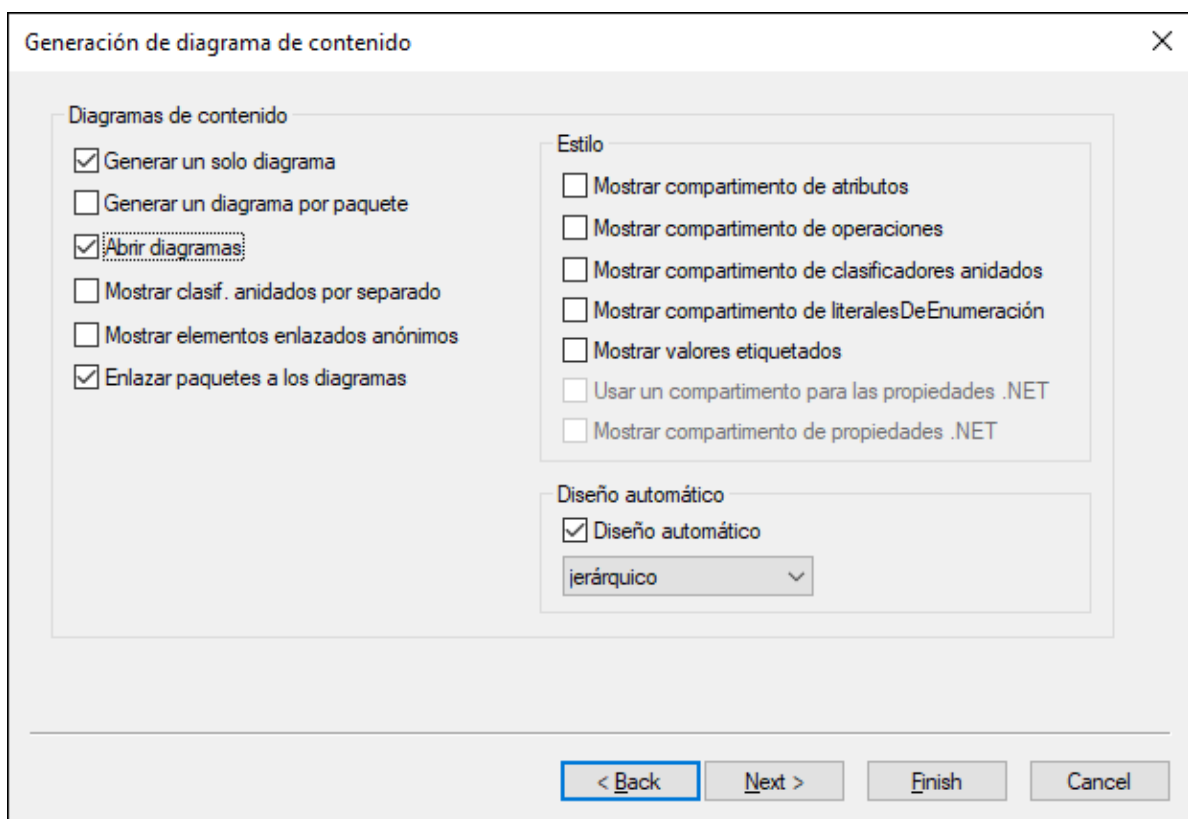 Generación de diagrama de contenido
Diagramas de contenido
Generar un solo diagrama
Generar un diagrama por paquete
Abrir diagramas
Mostrar clasif. anidados por separado
Mostrar elementos enlazados anónimos
Enlazar paquetes a los diagramas
Estilo
Mostrar compartimento de atributos
Mostrar compartimento de operaciones
Mostrar compartimento de clasificadores anidados
Mostrar compartimento de literalesDeEnumeración
Mostrar valores etiquetados
Usar un compartimento para las propiedades .NET
Mostrar compartimento de propiedades .NET
Diseño automático
Diseño automático
jerárquico
< Back
Next >
Finish
Cancel